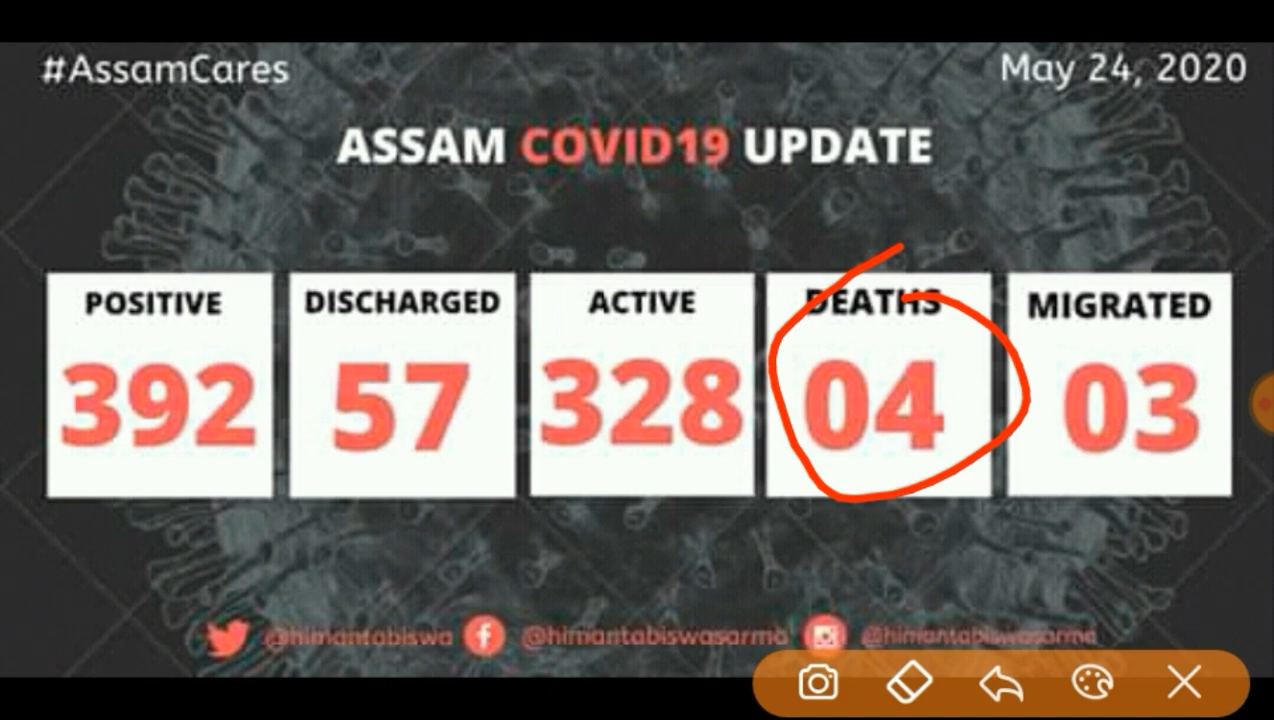 #AssamCares
May 24, 2020
ASSAM COVID19 UPDATE
POSITIVE
392
DISCHARGED
57
ACTIVE
328
DEATHS
04
MIGRATED
03
@himantabiswa @himantabiswasarma @himantabiswasarma